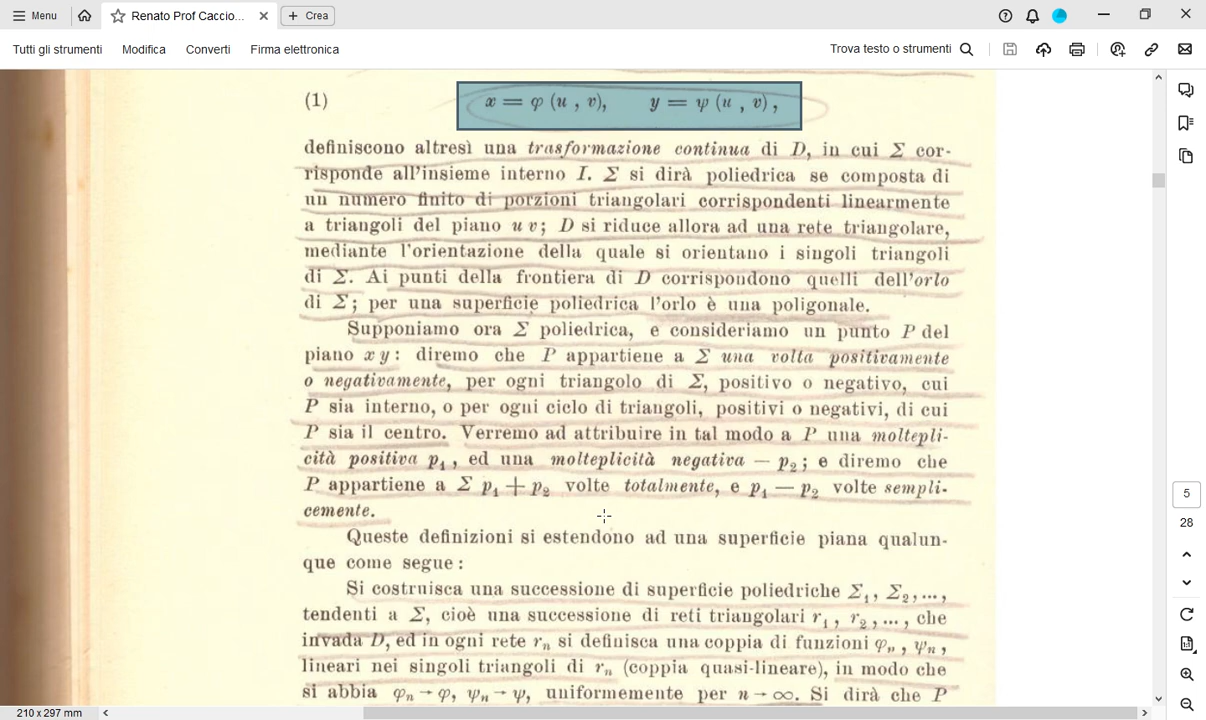 Menu
Renato Prof Caccio...
Crea
Tutti gli strumenti Modifica Converti Firma elettronica
Trova testo o strumenti
(1) x = φ (u , v), y = ψ (u , v) ,
definiscono altresì una trasformazione continua di D, in cui Σ cor-
risponde all'insieme interno I. Σ si dirà poliedrica se composta di
un numero finito di porzioni triangolari corrispondenti linearmente
a triangoli del piano u v; D si riduce allora ad una rete triangolare,
mediante l'orientazione della quale si orientano i singoli triangoli
di Σ. Ai punti della frontiera di D corrispondono quelli dell'orlo
di Σ; per una superficie poliedrica l'orlo è una poligonale.
Supponiamo ora Σ poliedrica, e consideriamo un punto P del
piano x y: diremo che P appartiene a Σ una volta positivamente
o negativamente, per ogni triangolo di Σ, positivo o negativo, cui
P sia interno, o per ogni ciclo di triangoli, positivi o negativi, di cui
P sia il centro. Verremo ad attribuire in tal modo a P una moltepli-
cità positiva p₁, ed una molteplicità negativa — p₂; e diremo che
P appartiene a Σ p₁ + p₂ volte totalmente, e p₁ — p₂ volte sempli-
cemente.
Queste definizioni si estendono ad una superficie piana qualun-
que come segue :
Si costruisca una successione di superficie poliedriche Σ₁, Σ₂,...,
tendenti a Σ, cioè una successione di reti triangolari r₁, r₂,..., che
invada D, ed in ogni rete rₙ si definisca una coppia di funzioni φₙ, ψₙ,
lineari nei singoli triangoli di rₙ (coppia quasi-lineare), in modo che
si abbia φₙ → φ, ψₙ → ψ, uniformemente per n → ∞. Si dirà che P
5
28
210 x 297 mm